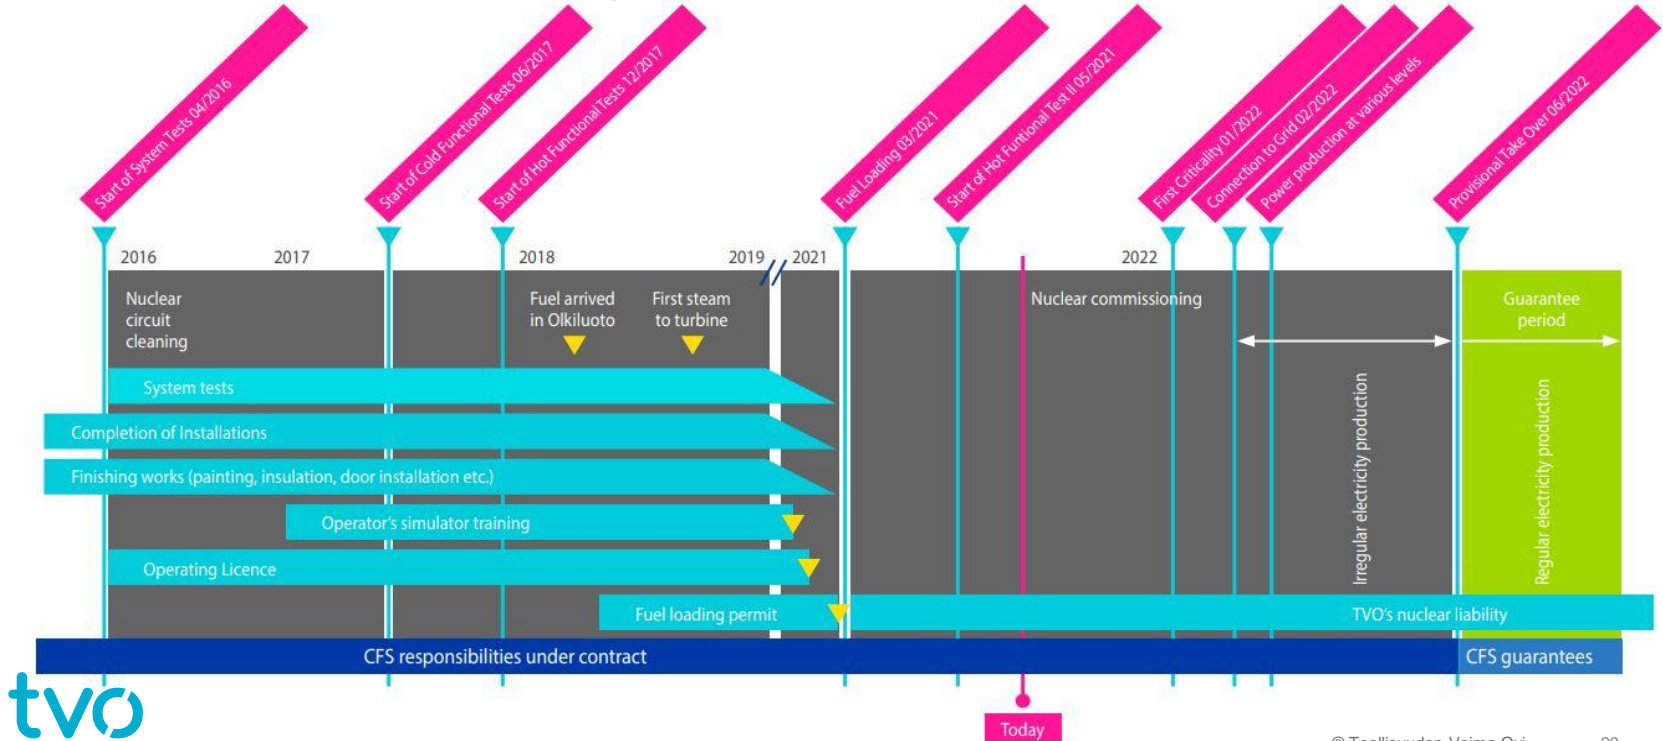 Start of System Tests 04/2016
Start of Cold Functional Tests 06/2017
Start of Hot Functional Tests 12/2017
Fuel Loading 03/2021
Start of Hot Funtional Test II 05/2021
First Criticality 01/2022
Connection to Grid 02/2022
Power production at various levels
Provisional Take Over 06/2022
2016
2017
2018
2019
2021
2022
Nuclear
circuit
cleaning
Fuel arrived
in Olkiluoto
First steam
to turbine
Nuclear commissioning
Guarantee
period
System tests
Completion of Installations
Finishing works (painting, insulation, door installation etc.)
Operator's simulator training
Operating Licence
Fuel loading permit
Irregular electricity production
Regular electricity production
TVO's nuclear liability
CFS responsibilities under contract
CFS guarantees
tvo
Today